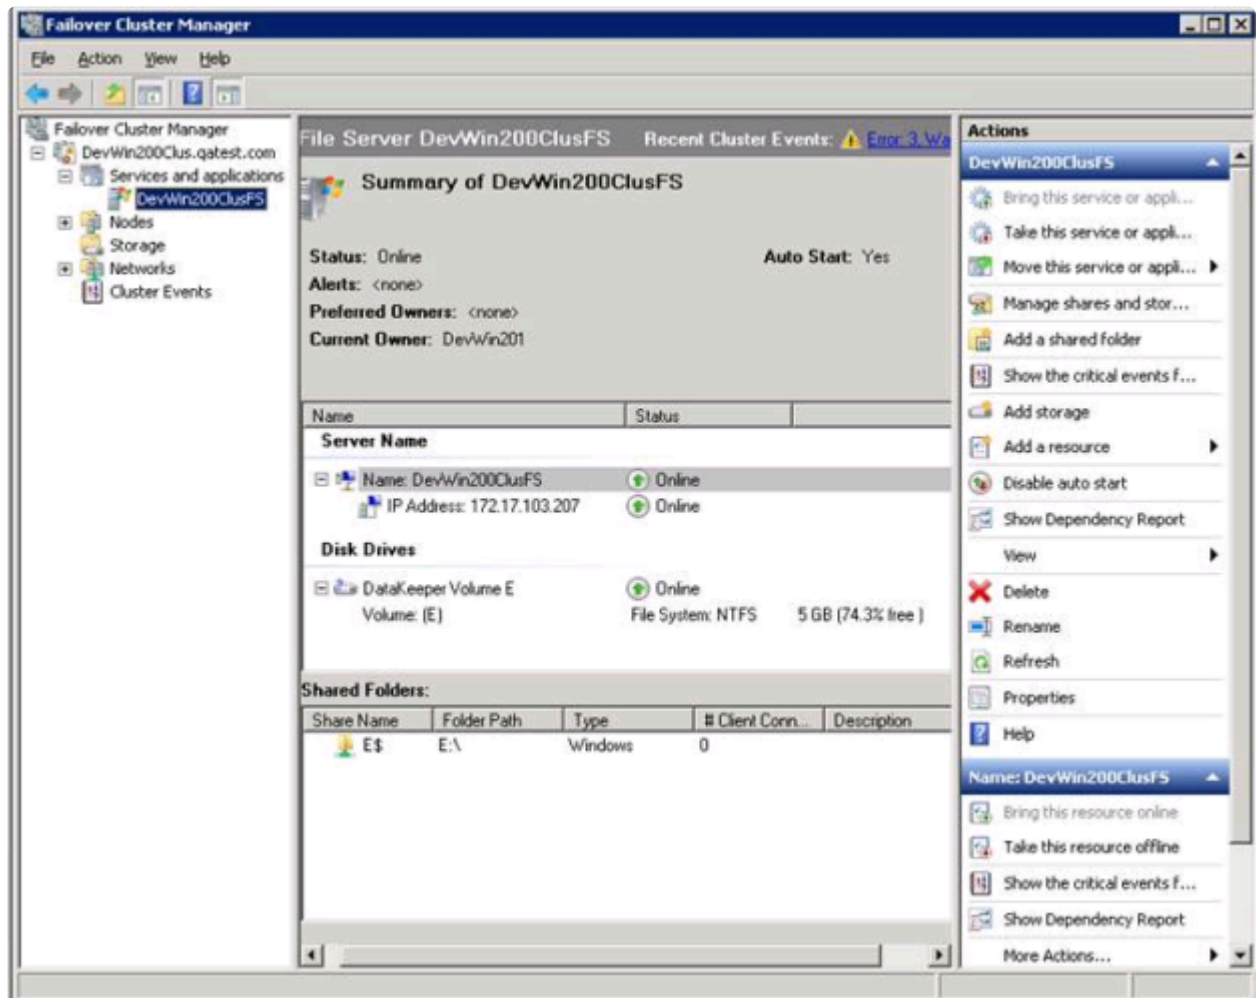 Failover Cluster Manager
File Action View Help
Failover Cluster Manager
DevWin200Clus.qatest.com
Services and applications
DevWin200ClusFS
Nodes
Storage
Networks
Cluster Events
File Server DevWin200ClusFS Recent Cluster Events: Error: 3, Wa
Summary of DevWin200ClusFS
Status: Online Auto Start: Yes
Alerts: <none>
Preferred Owners: <none>
Current Owner: DevWin201
Name Status
Server Name
Name: DevWin200ClusFS Online
IP Address: 172.17.103.207 Online
Disk Drives
DataKeeper Volume E Online
Volume: (E) File System: NTFS 5 GB (74.3% free )
Shared Folders:
Share Name Folder Path Type # Client Conn... Description
E$ E:\ Windows 0
Actions
DevWin200ClusFS
Bring this service or appli...
Take this service or appli...
Move this service or appli...
Manage shares and stor...
Add a shared folder
Show the critical events f...
Add storage
Add a resource
Disable auto start
Show Dependency Report
View
Delete
Rename
Refresh
Properties
Help
Name: DevWin200ClusFS
Bring this resource online
Take this resource offline
Show the critical events f...
Show Dependency Report
More Actions...